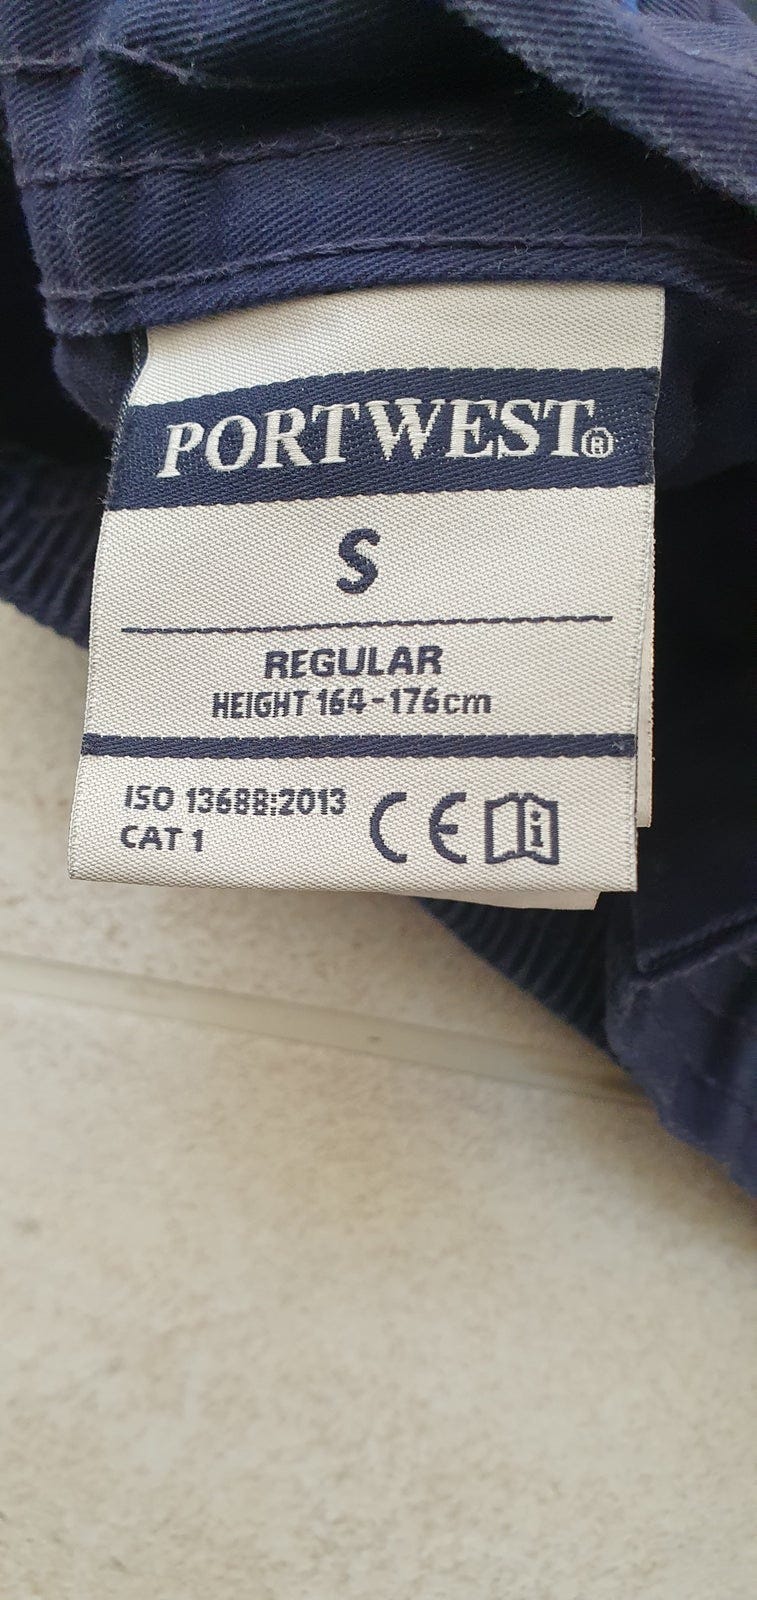 PORTWEST®
S
REGULAR
HEIGHT 164-176cm
ISO 13688:2013
CAT 1
CE i